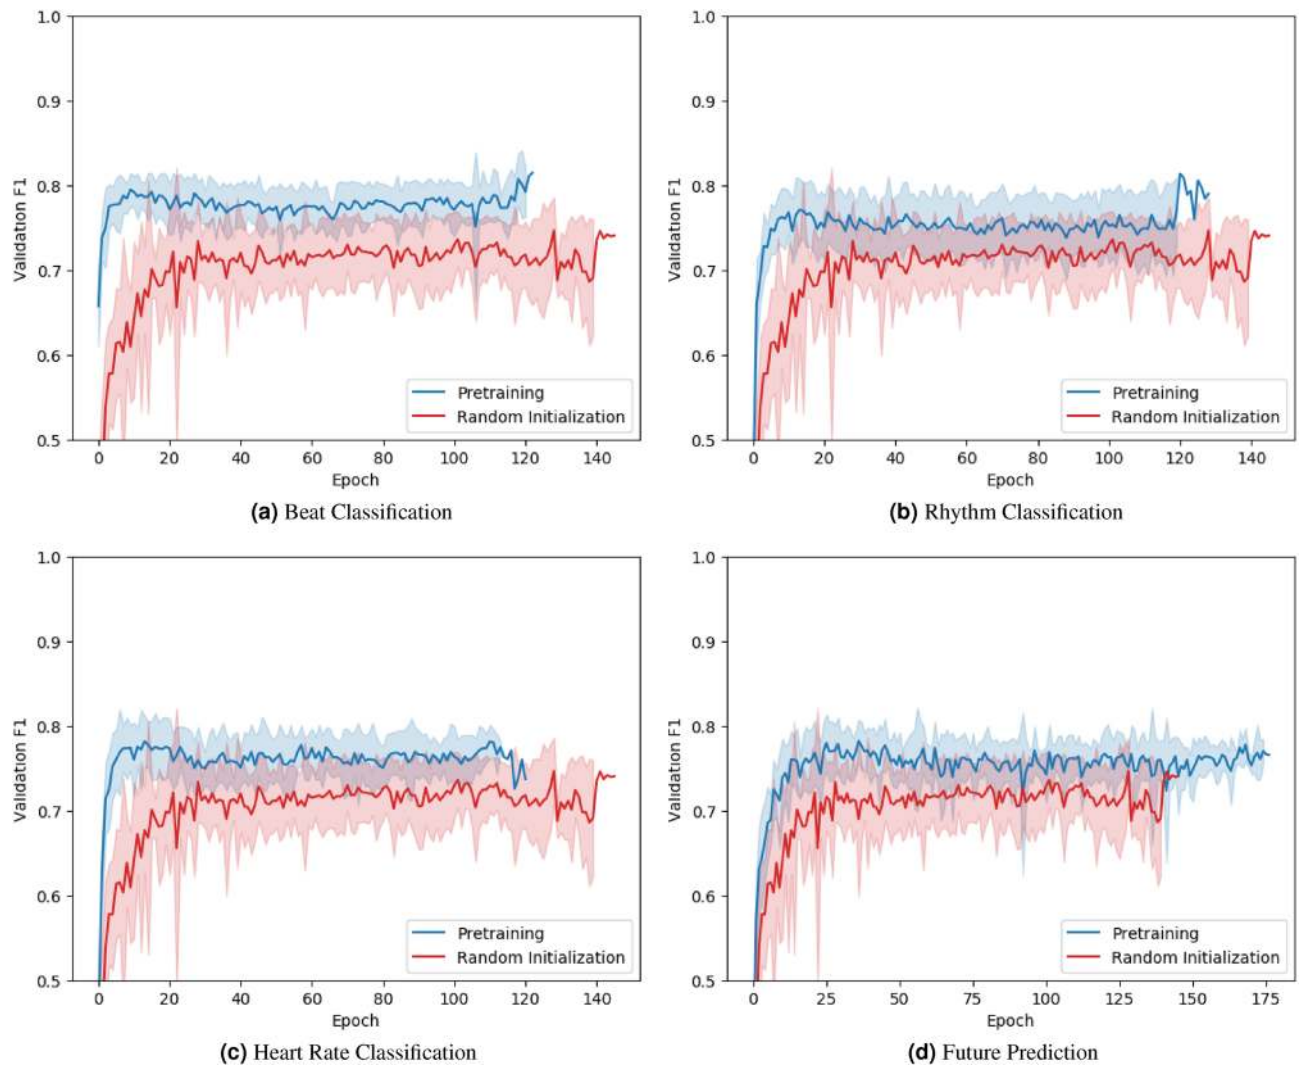 1.0
0.9
0.8
0.7
0.6
0.5
Validation F1
Pretraining
Random Initialization
0 20 40 60 80 100 120 140
Epoch
(a) Beat Classification
1.0
0.9
0.8
0.7
0.6
0.5
Validation F1
Pretraining
Random Initialization
0 20 40 60 80 100 120 140
Epoch
(b) Rhythm Classification
1.0
0.9
0.8
0.7
0.6
0.5
Validation F1
Pretraining
Random Initialization
0 20 40 60 80 100 120 140
Epoch
(c) Heart Rate Classification
1.0
0.9
0.8
0.7
0.6
0.5
Validation F1
Pretraining
Random Initialization
0 25 50 75 100 125 150 175
Epoch
(d) Future Prediction